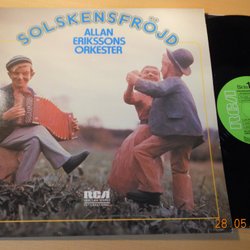 SOLSKENSFRÖJD
ALLAN
ERIKSSONS
ORKESTER
RCA
RCA
28.05